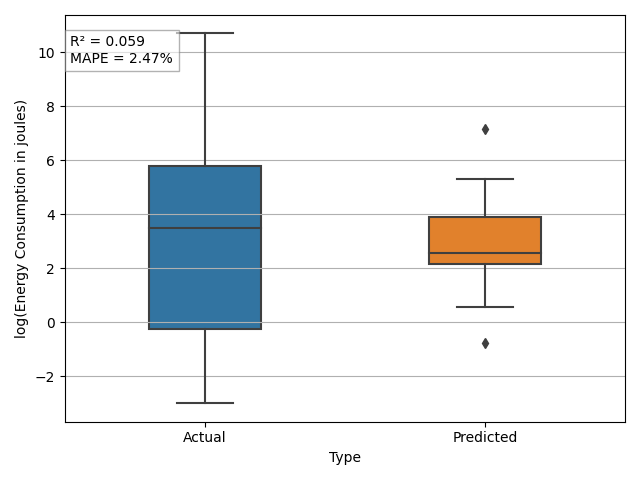 R² = 0.059
MAPE = 2.47%
10
8
6
4
2
0
−2
log(Energy Consumption in joules)
Actual
Predicted
Type